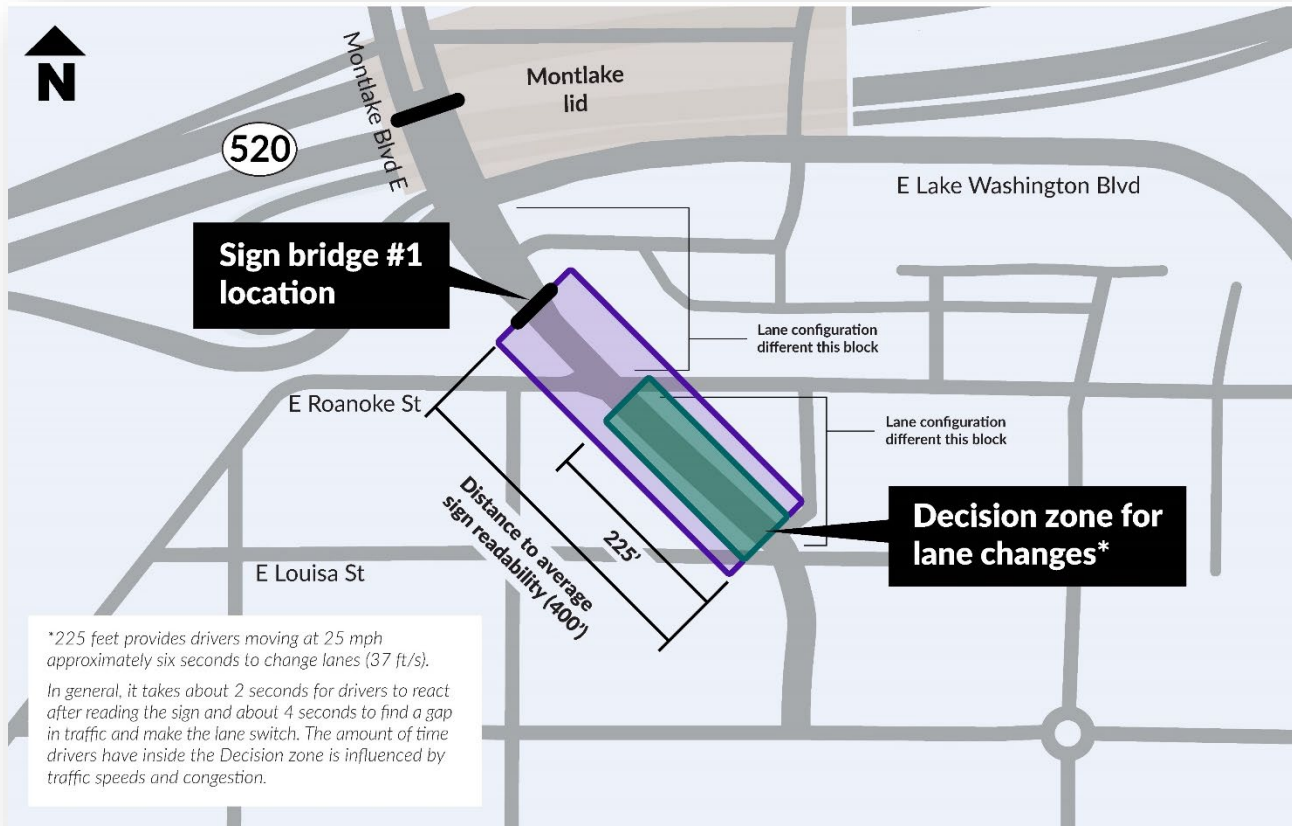 N
Montlake Blvd E
Montlake
lid
520
E Lake Washington Blvd
Sign bridge #1
location
Lane configuration
different this block
E Roanoke St
Lane configuration
different this block
Distance to average
sign readability (400')
225'
Decision zone for
lane changes*
E Louisa St
*225 feet provides drivers moving at 25 mph
approximately six seconds to change lanes (37 ft/s).
In general, it takes about 2 seconds for drivers to react
after reading the sign and about 4 seconds to find a gap
in traffic and make the lane switch. The amount of time
drivers have inside the Decision zone is influenced by
traffic speeds and congestion.